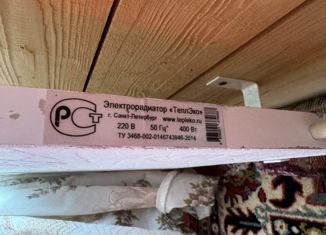 РСТ
Электрорадиатор «ТеплЭко»
г. Санкт-Петербург www.tepleko.ru
220 В 50 Гц 400 Вт
ТУ 3468-002-0146743946-2014